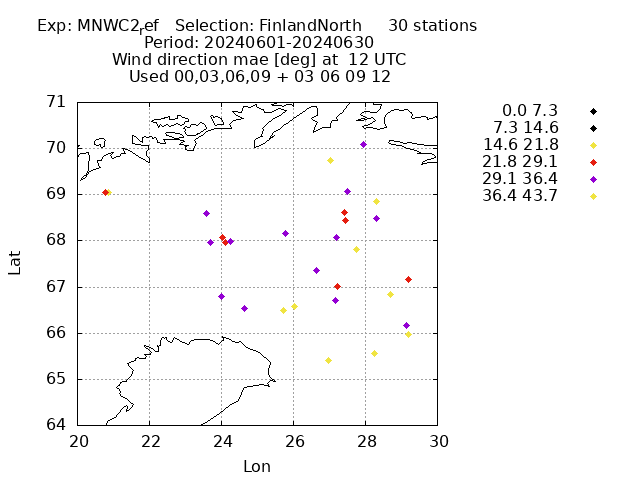 Exp: MNWC2ref Selection: FinlandNorth 30 stations
Period: 20240601-20240630
Wind direction mae [deg] at 12 UTC
Used 00,03,06,09 + 03 06 09 12
0.0 7.3
7.3 14.6
14.6 21.8
21.8 29.1
29.1 36.4
36.4 43.7
71
70
69
68
67
66
65
64
Lat
20 22 24 26 28 30
Lon